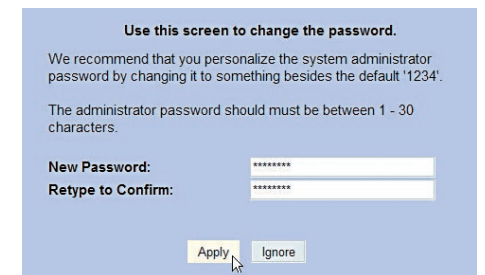 Use this screen to change the password.
We recommend that you personalize the system administrator
password by changing it to something besides the default '1234'.
The administrator password should must be between 1 - 30
characters.
New Password: ********
Retype to Confirm: ********
Apply Ignore